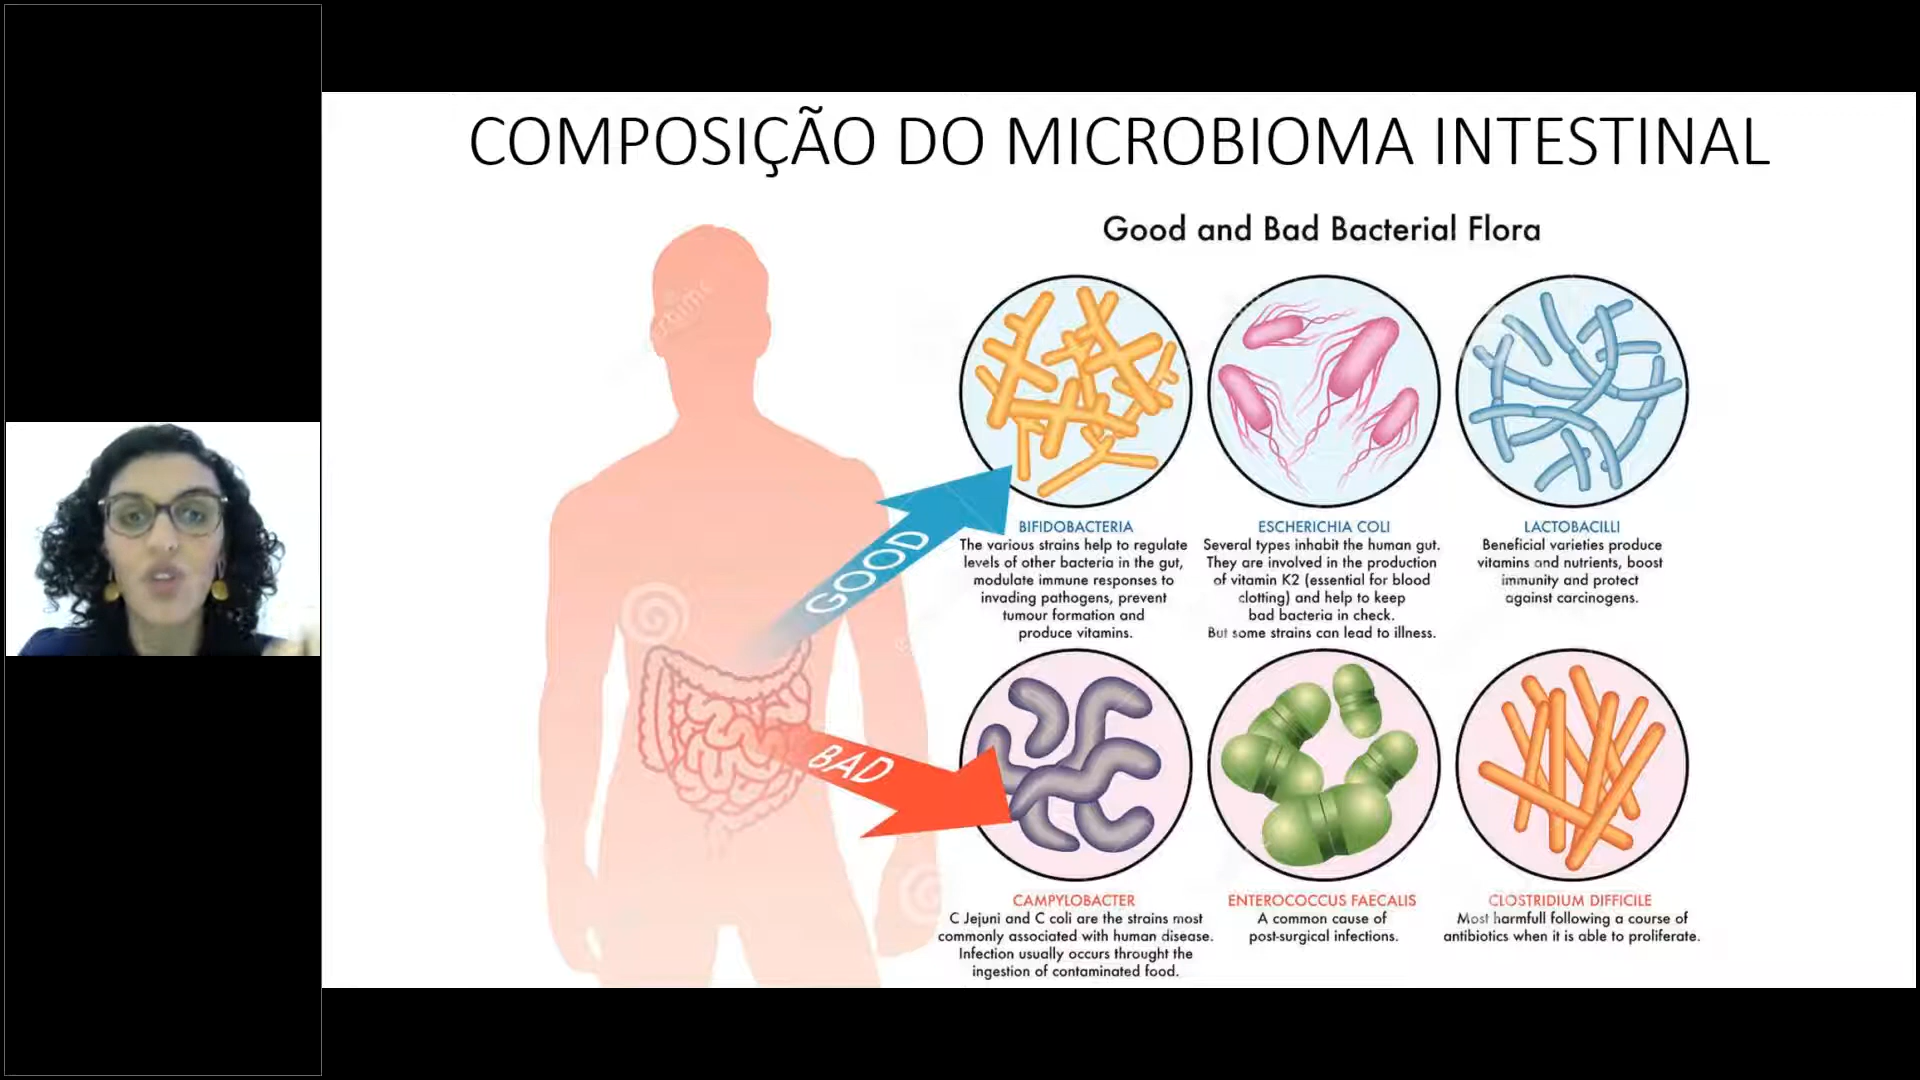 COMPOSIÇÃO DO MICROBIOMA INTESTINAL
Good and Bad Bacterial Flora
GOOD
BAD
BIFIDOBACTERIA
The various strains help to regulate
levels of other bacteria in the gut,
modulate immune responses to
invading pathogens, prevent
tumour formation and
produce vitamins.
ESCHERICHIA COLI
Several types inhabit the human gut.
They are involved in the production
of vitamin K2 (essential for blood
clotting) and help to keep
bad bacteria in check.
But some strains can lead to illness.
LACTOBACILLI
Beneficial varieties produce
vitamins and nutrients, boost
immunity and protect
against carcinogens.
CAMPYLOBACTER
C Jejuni and C coli are the strains most
commonly associated with human disease.
Infection usually occurs throught the
ingestion of contaminated food.
ENTEROCOCCUS FAECALIS
A common cause of
post-surgical infections.
CLOSTRIDIUM DIFFICILE
Most harmfull following a course of
antibiotics when it is able to proliferate.